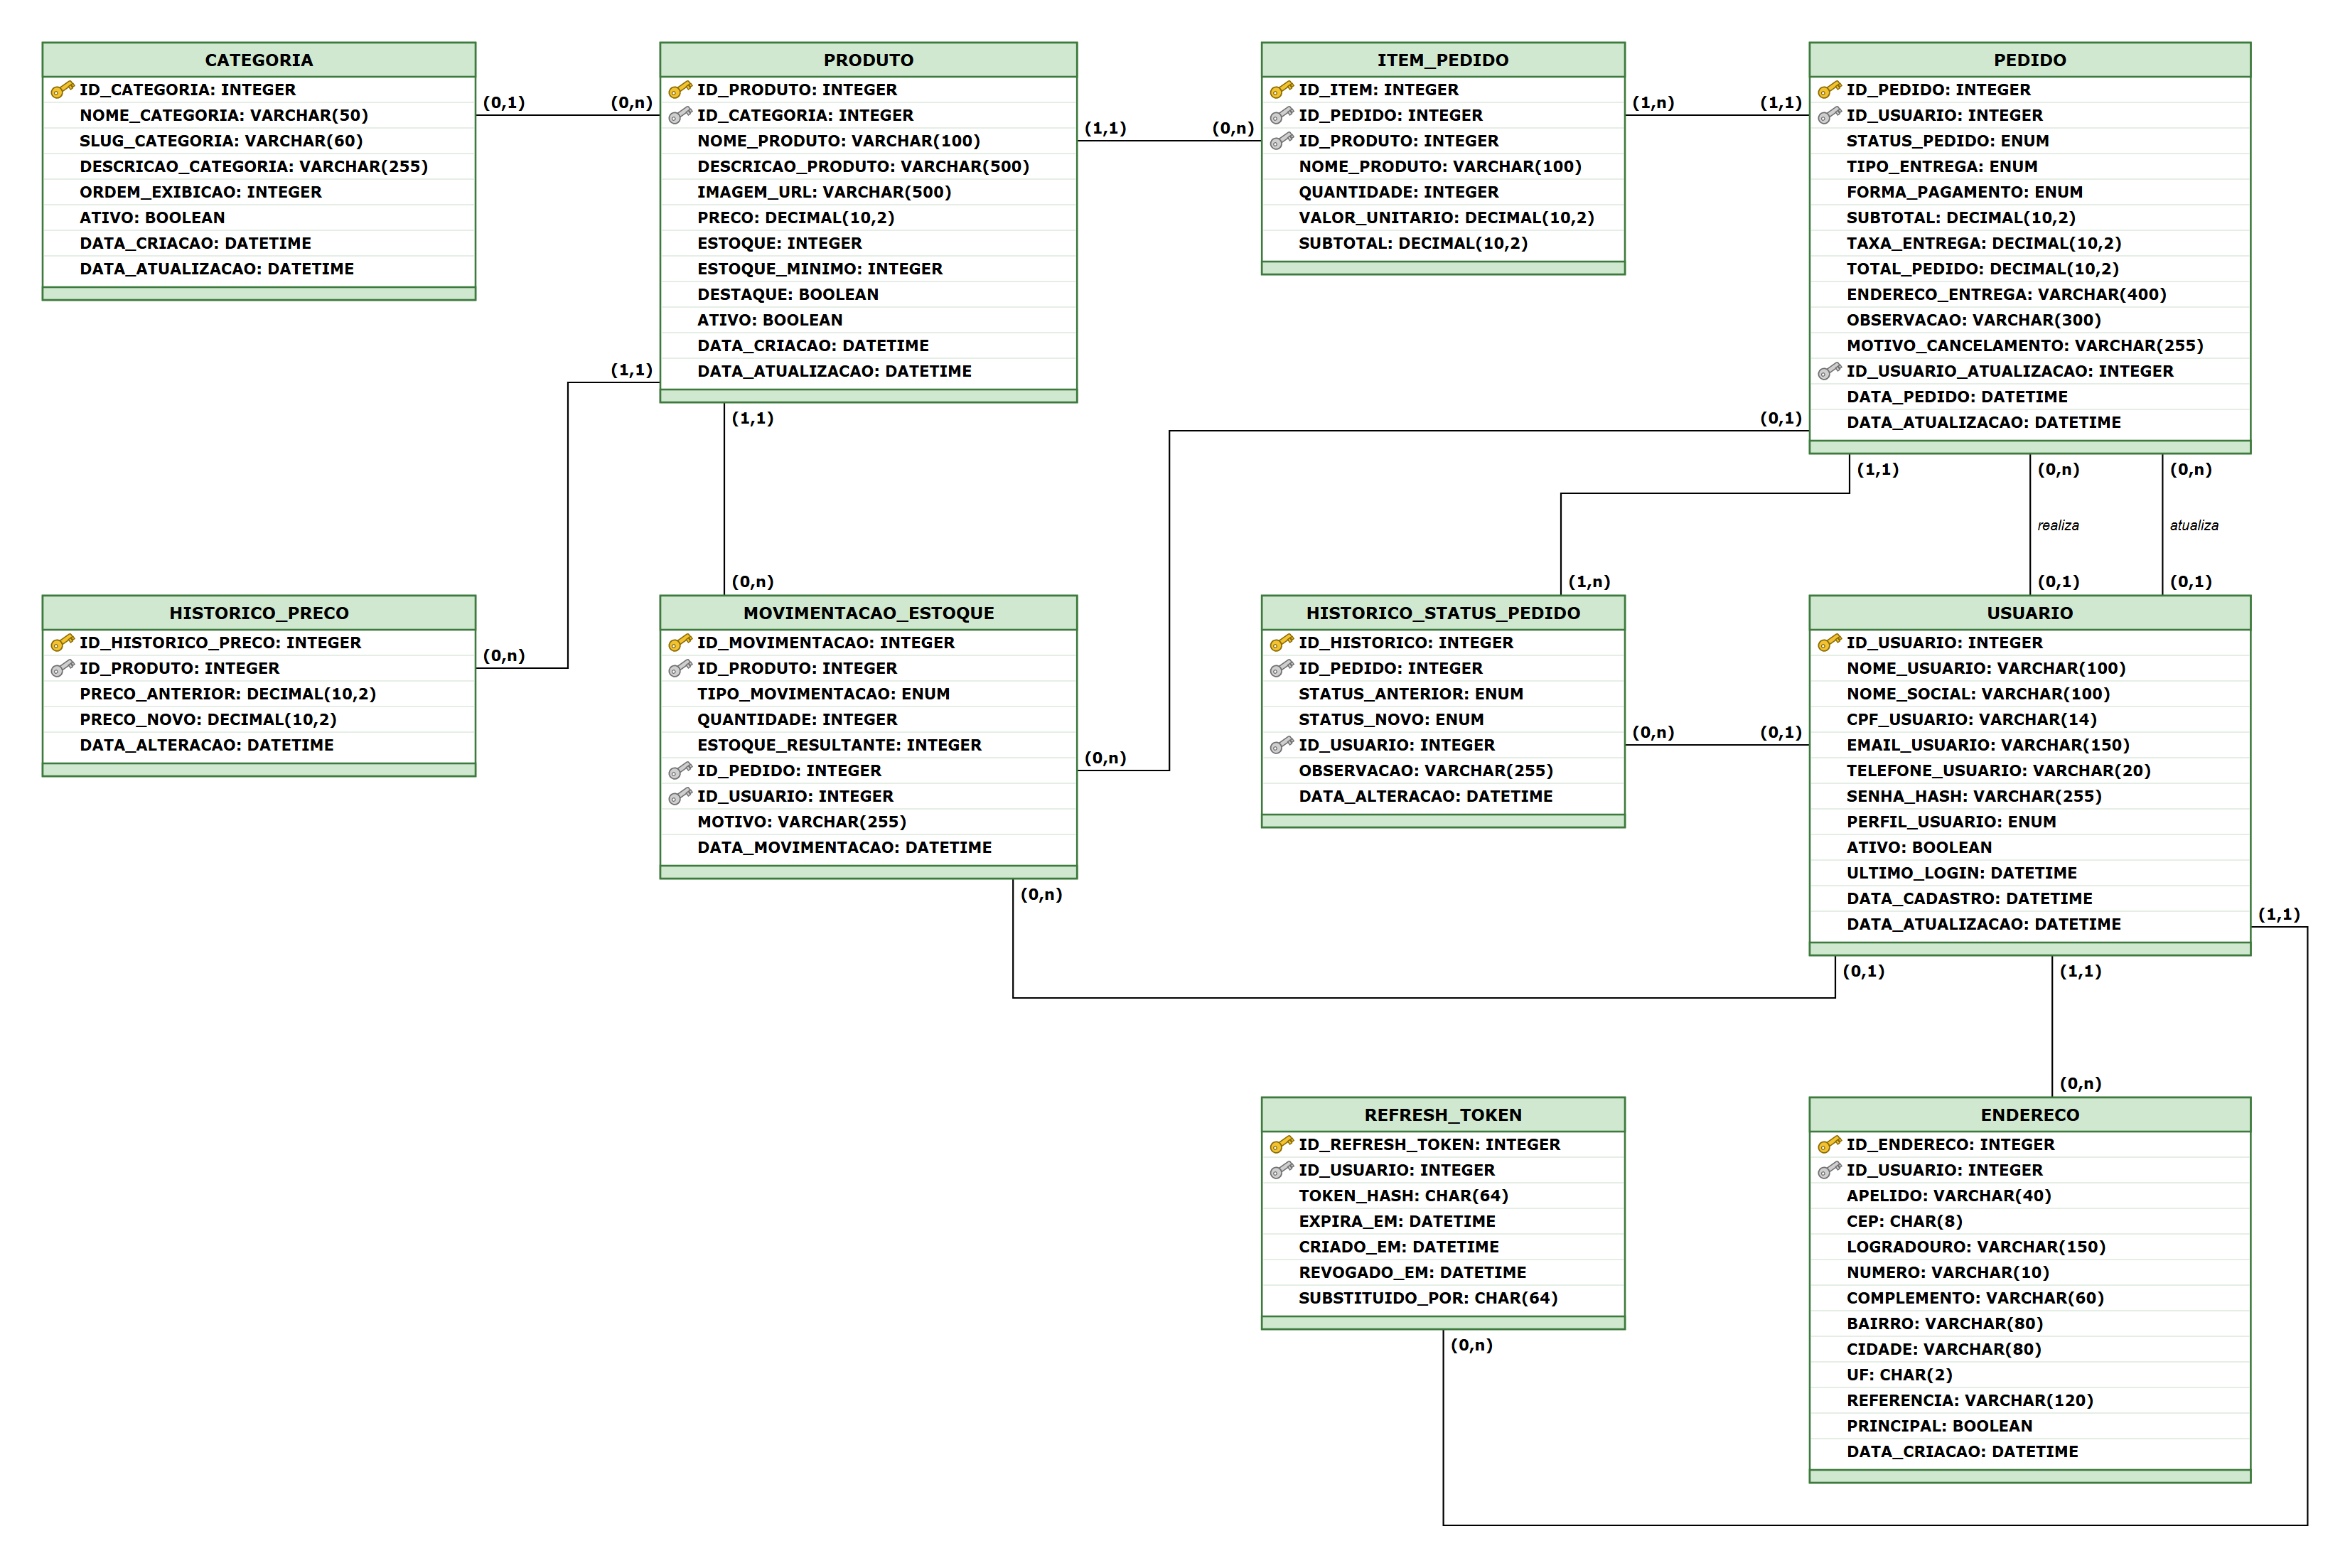 CATEGORIA
ID_CATEGORIA: INTEGER
NOME_CATEGORIA: VARCHAR(50)
SLUG_CATEGORIA: VARCHAR(60)
DESCRICAO_CATEGORIA: VARCHAR(255)
ORDEM_EXIBICAO: INTEGER
ATIVO: BOOLEAN
DATA_CRIACAO: DATETIME
DATA_ATUALIZACAO: DATETIME
(0,1)
(0,n)
PRODUTO
ID_PRODUTO: INTEGER
ID_CATEGORIA: INTEGER
NOME_PRODUTO: VARCHAR(100)
DESCRICAO_PRODUTO: VARCHAR(500)
IMAGEM_URL: VARCHAR(500)
PRECO: DECIMAL(10,2)
ESTOQUE: INTEGER
ESTOQUE_MINIMO: INTEGER
DESTAQUE: BOOLEAN
ATIVO: BOOLEAN
DATA_CRIACAO: DATETIME
DATA_ATUALIZACAO: DATETIME
(1,1)
(1,1)
(1,1)
(0,n)
ITEM_PEDIDO
ID_ITEM: INTEGER
ID_PEDIDO: INTEGER
ID_PRODUTO: INTEGER
NOME_PRODUTO: VARCHAR(100)
QUANTIDADE: INTEGER
VALOR_UNITARIO: DECIMAL(10,2)
SUBTOTAL: DECIMAL(10,2)
(1,n)
(1,1)
PEDIDO
ID_PEDIDO: INTEGER
ID_USUARIO: INTEGER
STATUS_PEDIDO: ENUM
TIPO_ENTREGA: ENUM
FORMA_PAGAMENTO: ENUM
SUBTOTAL: DECIMAL(10,2)
TAXA_ENTREGA: DECIMAL(10,2)
TOTAL_PEDIDO: DECIMAL(10,2)
ENDERECO_ENTREGA: VARCHAR(400)
OBSERVACAO: VARCHAR(300)
MOTIVO_CANCELAMENTO: VARCHAR(255)
ID_USUARIO_ATUALIZACAO: INTEGER
DATA_PEDIDO: DATETIME
DATA_ATUALIZACAO: DATETIME
(0,1)
(1,1)
(0,n)
(0,n)
realiza
atualiza
(0,n)
(1,n)
(0,1)
(0,1)
HISTORICO_PRECO
ID_HISTORICO_PRECO: INTEGER
ID_PRODUTO: INTEGER
PRECO_ANTERIOR: DECIMAL(10,2)
PRECO_NOVO: DECIMAL(10,2)
DATA_ALTERACAO: DATETIME
(0,n)
MOVIMENTACAO_ESTOQUE
ID_MOVIMENTACAO: INTEGER
ID_PRODUTO: INTEGER
TIPO_MOVIMENTACAO: ENUM
QUANTIDADE: INTEGER
ESTOQUE_RESULTANTE: INTEGER
ID_PEDIDO: INTEGER
ID_USUARIO: INTEGER
MOTIVO: VARCHAR(255)
DATA_MOVIMENTACAO: DATETIME
(0,n)
(0,n)
HISTORICO_STATUS_PEDIDO
ID_HISTORICO: INTEGER
ID_PEDIDO: INTEGER
STATUS_ANTERIOR: ENUM
STATUS_NOVO: ENUM
ID_USUARIO: INTEGER
OBSERVACAO: VARCHAR(255)
DATA_ALTERACAO: DATETIME
(0,n)
(0,1)
USUARIO
ID_USUARIO: INTEGER
NOME_USUARIO: VARCHAR(100)
NOME_SOCIAL: VARCHAR(100)
CPF_USUARIO: VARCHAR(14)
EMAIL_USUARIO: VARCHAR(150)
TELEFONE_USUARIO: VARCHAR(20)
SENHA_HASH: VARCHAR(255)
PERFIL_USUARIO: ENUM
ATIVO: BOOLEAN
ULTIMO_LOGIN: DATETIME
DATA_CADASTRO: DATETIME
DATA_ATUALIZACAO: DATETIME
(1,1)
(0,1)
(1,1)
(0,n)
REFRESH_TOKEN
ID_REFRESH_TOKEN: INTEGER
ID_USUARIO: INTEGER
TOKEN_HASH: CHAR(64)
EXPIRA_EM: DATETIME
CRIADO_EM: DATETIME
REVOGADO_EM: DATETIME
SUBSTITUIDO_POR: CHAR(64)
(0,n)
ENDERECO
ID_ENDERECO: INTEGER
ID_USUARIO: INTEGER
APELIDO: VARCHAR(40)
CEP: CHAR(8)
LOGRADOURO: VARCHAR(150)
NUMERO: VARCHAR(10)
COMPLEMENTO: VARCHAR(60)
BAIRRO: VARCHAR(80)
CIDADE: VARCHAR(80)
UF: CHAR(2)
REFERENCIA: VARCHAR(120)
PRINCIPAL: BOOLEAN
DATA_CRIACAO: DATETIME